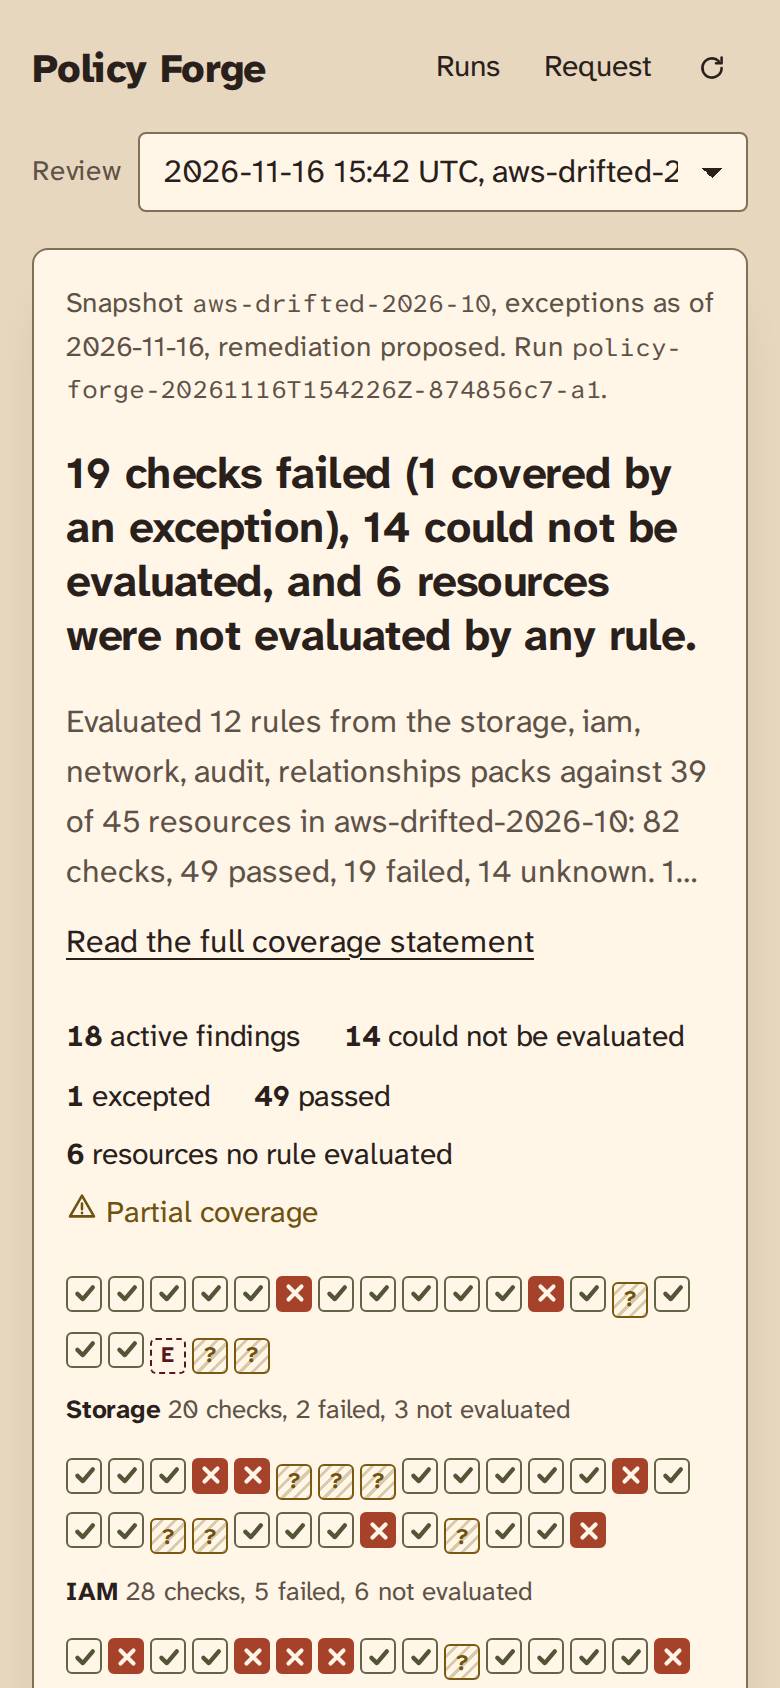 Policy Forge
Runs
Request
Review
2026-11-16 15:42 UTC, aws-drifted-2
Snapshot aws-drifted-2026-10, exceptions as of
2026-11-16, remediation proposed. Run policy-
forge-20261116T154226Z-874856c7-a1.
19 checks failed (1 covered by
an exception), 14 could not be
evaluated, and 6 resources
were not evaluated by any rule.
Evaluated 12 rules from the storage, iam,
network, audit, relationships packs against 39
of 45 resources in aws-drifted-2026-10: 82
checks, 49 passed, 19 failed, 14 unknown. 1...
Read the full coverage statement
18 active findings 14 could not be evaluated
1 excepted 49 passed
6 resources no rule evaluated
Partial coverage
?
E ? ?
Storage 20 checks, 2 failed, 3 not evaluated
? ? ?
? ? ?
IAM 28 checks, 5 failed, 6 not evaluated
?